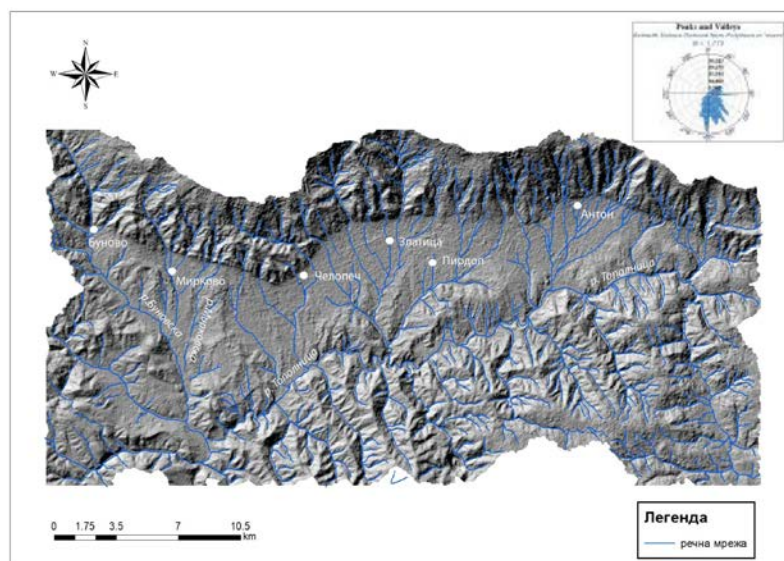 Peaks and Valleys
N
W E
S
Антон
Буново
Златица
Пирдоп
Мирково
Челопеч
р. Тополница
р. Буновска
р. Тополница
0 1.75 3.5 7 10.5
km
Легенда
речна мрежа